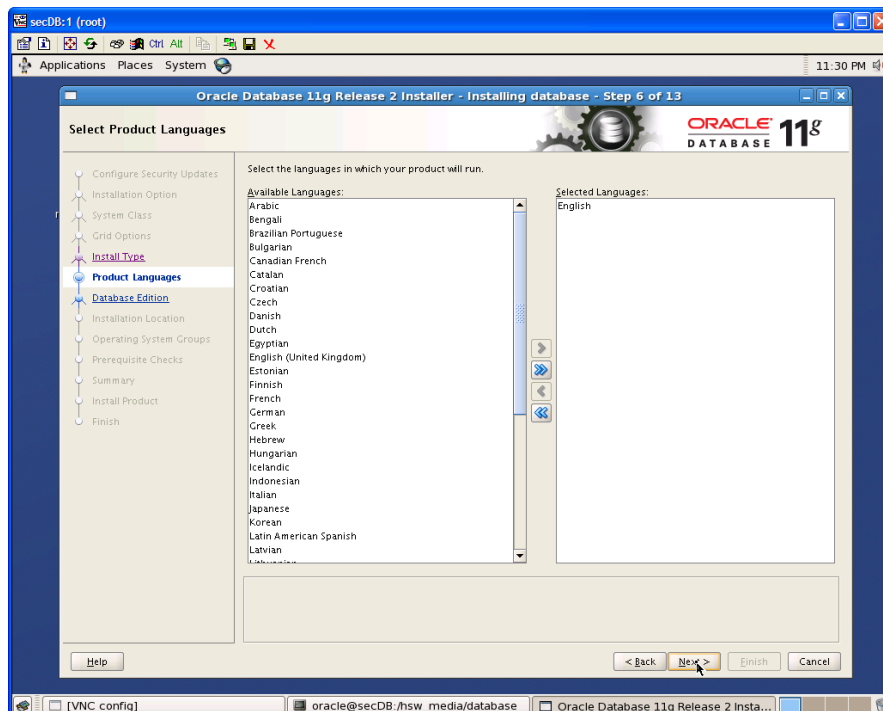 secDB:1 (root)
Ctrl Alt
Applications Places System
11:30 PM
Oracle Database 11g Release 2 Installer - Installing database - Step 6 of 13
Select Product Languages
ORACLE
DATABASE
11g
Configure Security Updates
Installation Option
System Class
Grid Options
Install Type
Product Languages
Database Edition
Installation Location
Operating System Groups
Prerequisite Checks
Summary
Install Product
Finish
Select the languages in which your product will run.
Available Languages:
Arabic
Bengali
Brazilian Portuguese
Bulgarian
Canadian French
Catalan
Croatian
Czech
Danish
Dutch
Egyptian
English (United Kingdom)
Estonian
Finnish
French
German
Greek
Hebrew
Hungarian
Icelandic
Indonesian
Italian
Japanese
Korean
Latin American Spanish
Latvian
Selected Languages:
English
Help
< Back
Next >
Finish
Cancel
[VNC config]
oracle@secDB:/hsw_media/database
Oracle Database 11g Release 2 Insta...